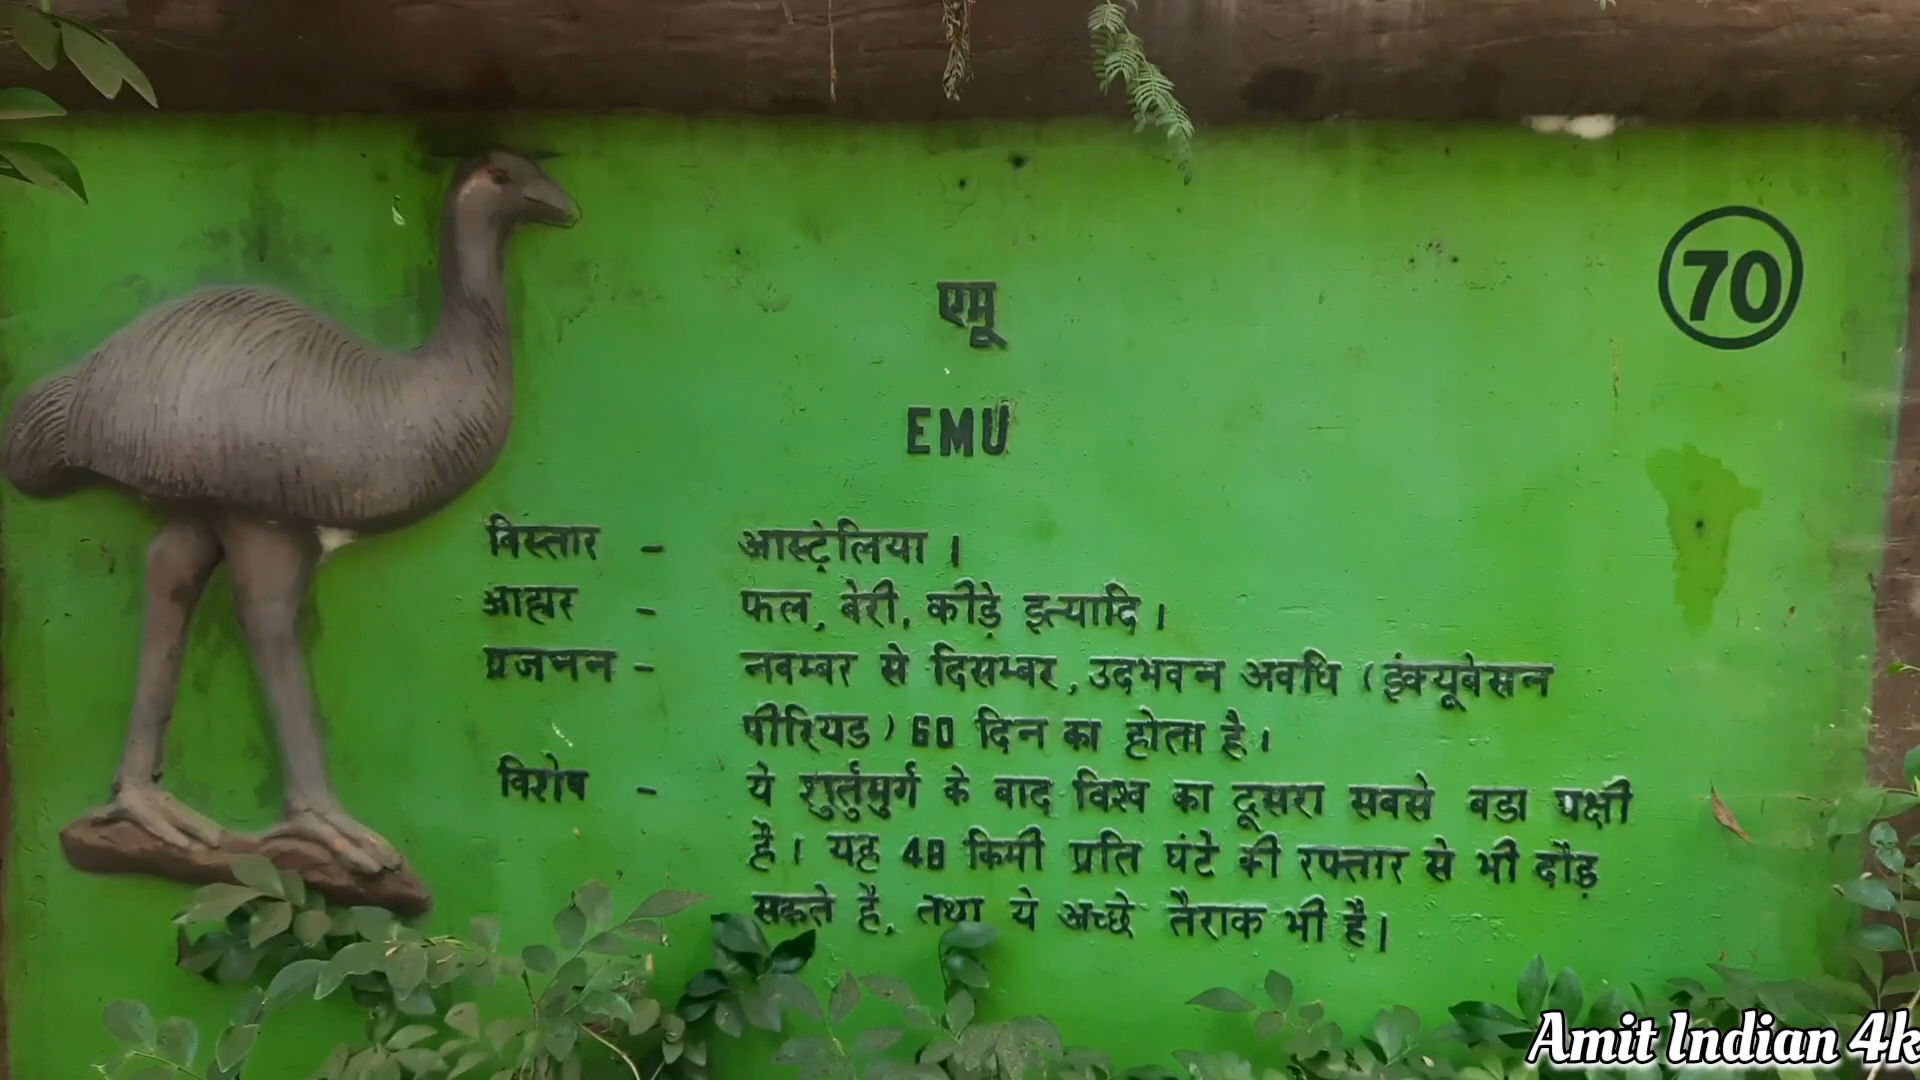 70
एमू
EMU
विस्तार - आस्ट्रेलिया ।
आहार - फल, बेरी, कीड़े इत्यादि ।
प्रजनन - नवम्बर से दिसम्बर, उदभवन अवधि (इंक्यूबेसन
पीरियड) 60 दिन का होता है ।
विशेष - ये शुर्तुमुर्ग के बाद विश्व का दूसरा सबसे बडा पक्षी
है । यह 48 किमी प्रति घंटे की रफ्तार से भी दौड़
सकते है, तथा ये अच्छे तैराक भी है ।
Amit Indian 4k